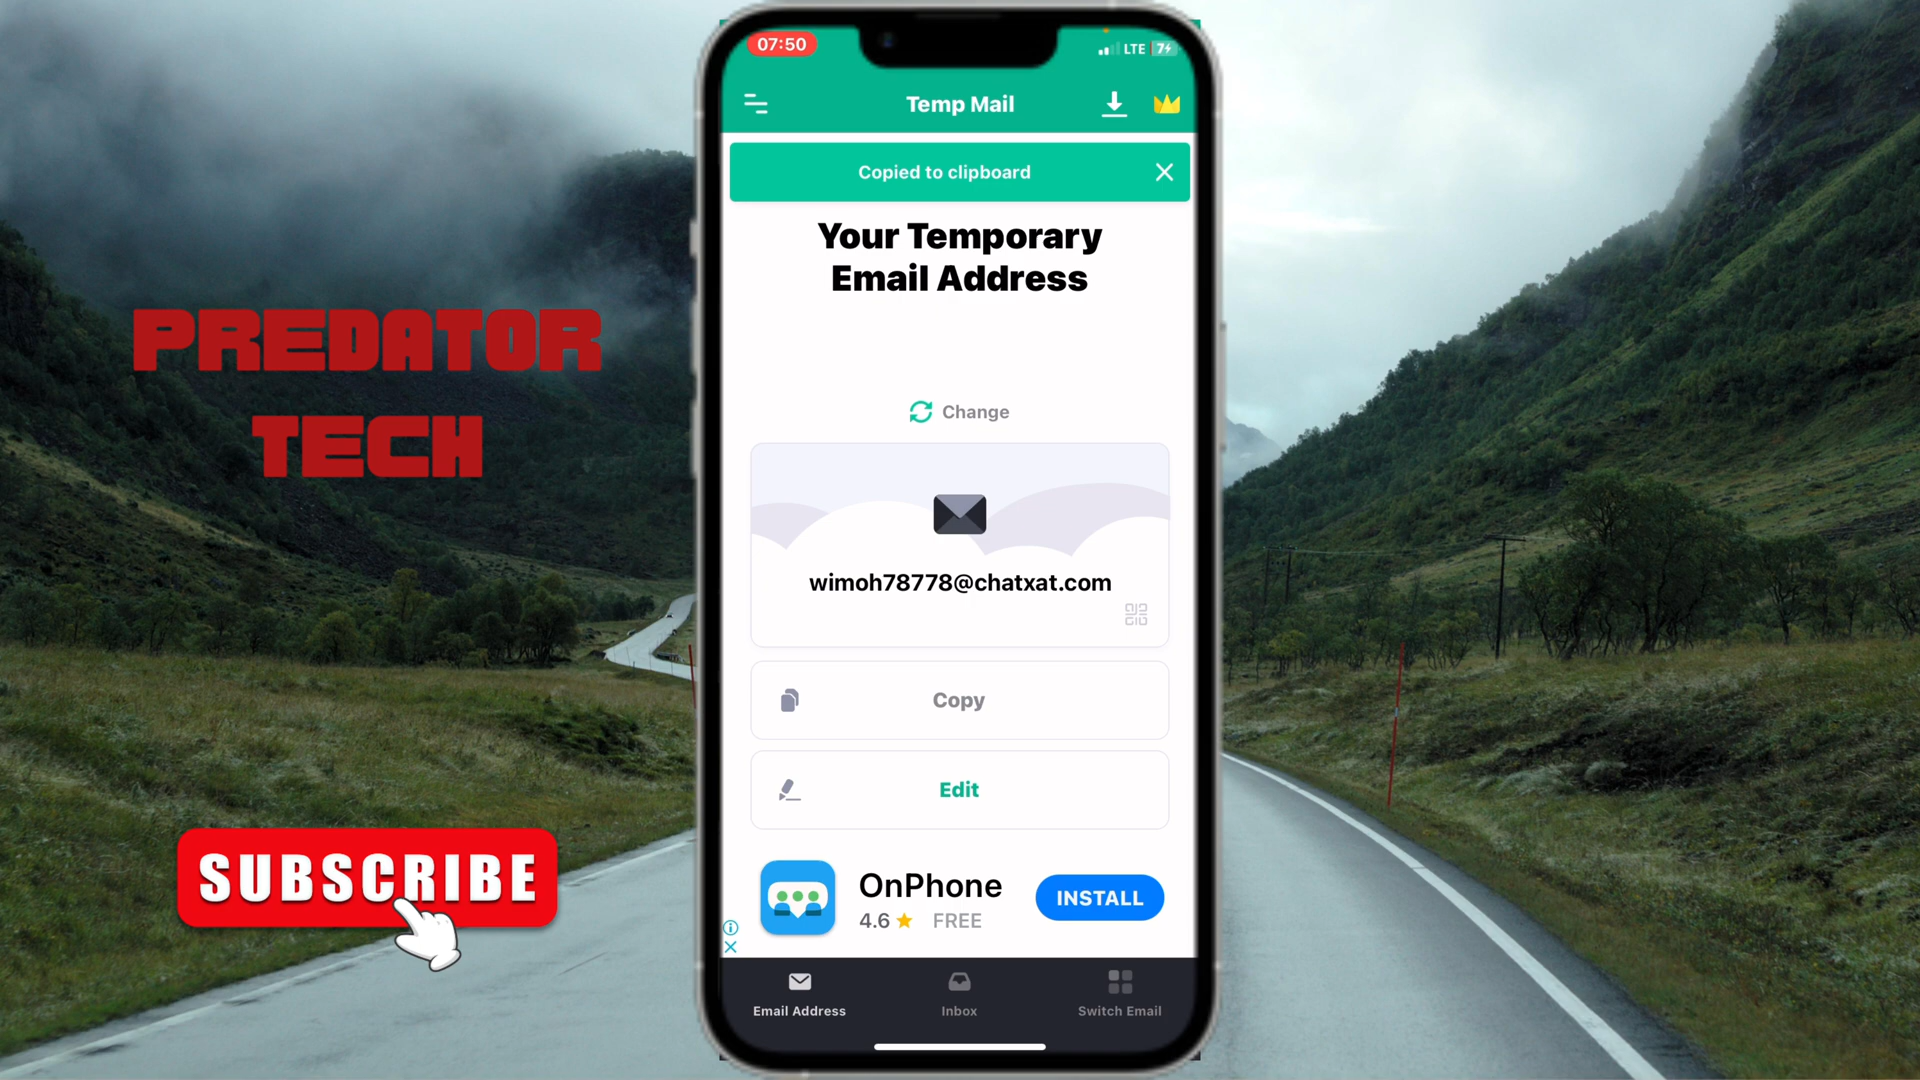 07:50
LTE 7
Temp Mail
Copied to clipboard
Your Temporary
Email Address
Change
wimoh78778@chatxat.com
Copy
Edit
OnPhone
4.6 FREE
INSTALL
Email Address
Inbox
Switch Email
PREDATOR
TECH
SUBSCRIBE